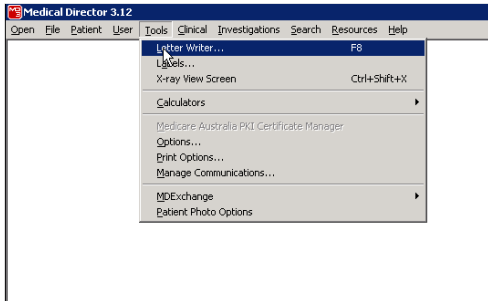 Medical Director 3.12
Open File Patient User Tools Clinical Investigations Search Resources Help
Letter Writer... F8
Labels...
X-ray View Screen Ctrl+Shift+X
Calculators
Medicare Australia PKI Certificate Manager
Options...
Print Options...
Manage Communications...
MDExchange
Patient Photo Options